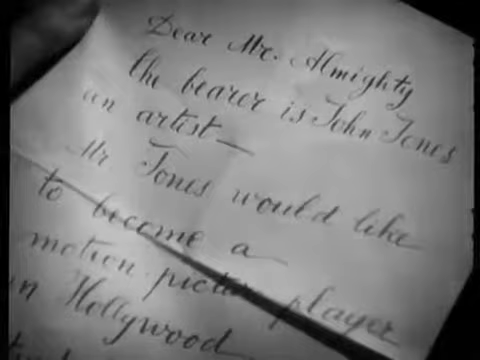 Dear Mr. Almighty
The bearer is John Jones
an artist—
Mr Jones would like
to become a
motion picture player
in Hollywood